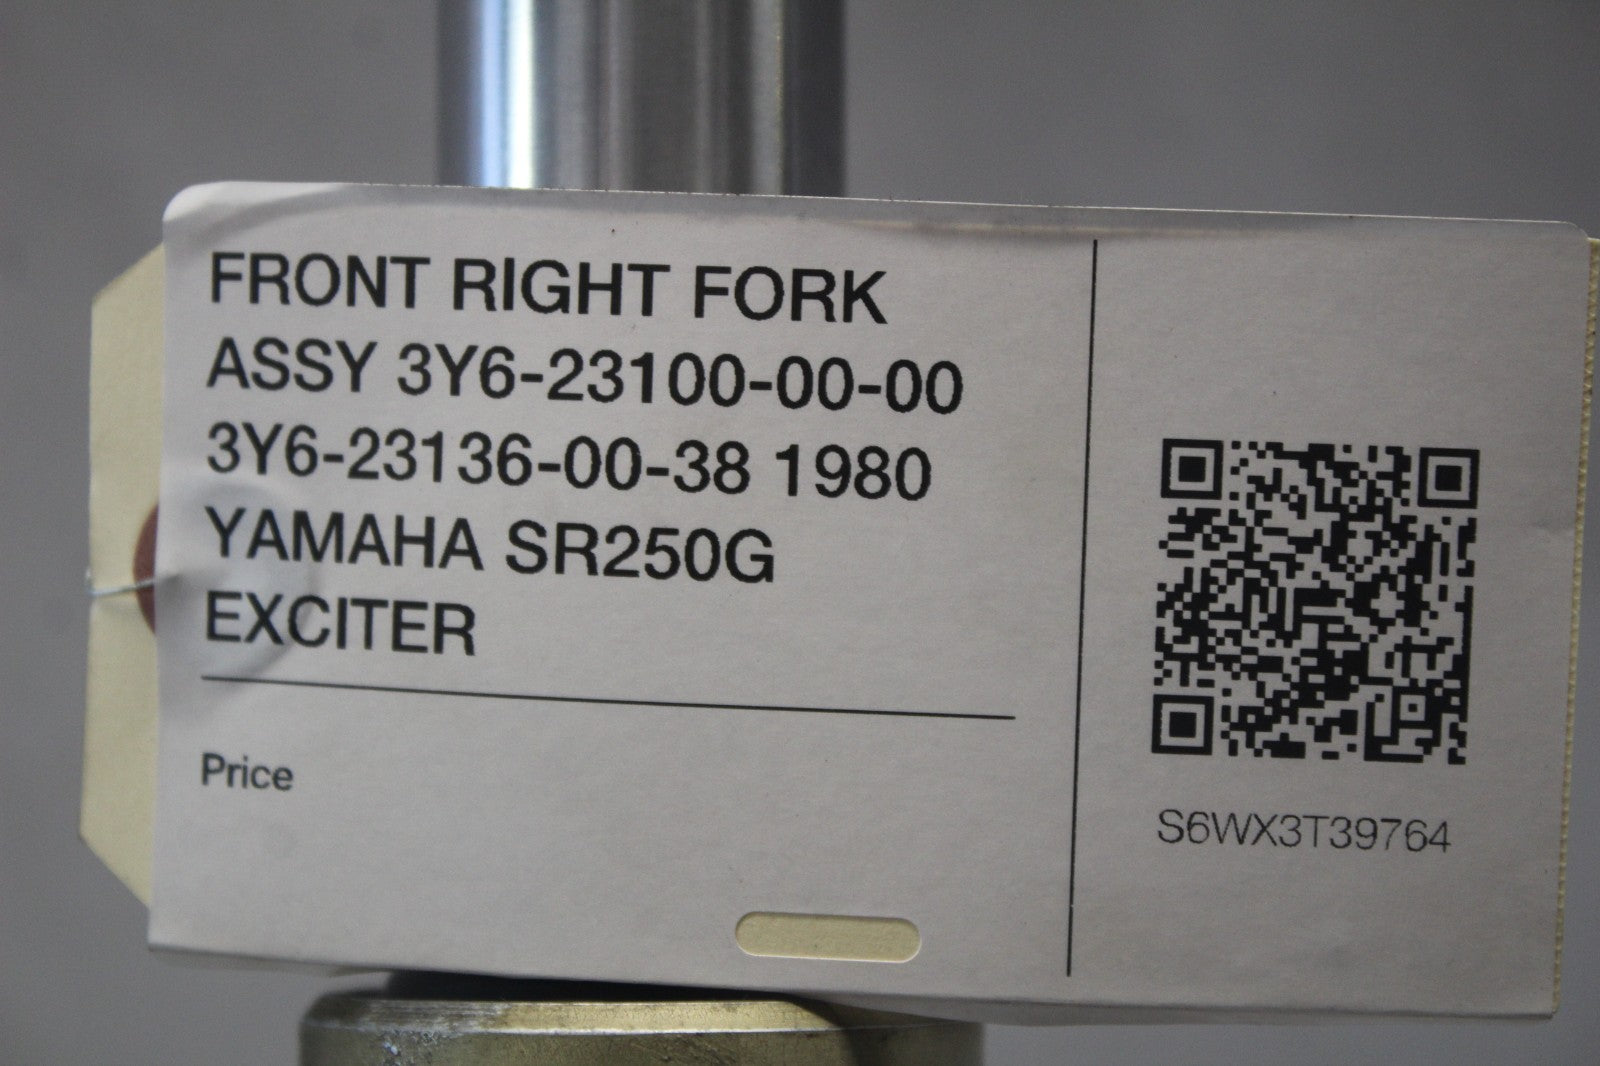 FRONT RIGHT FORK
ASSY 3Y6-23100-00-00
3Y6-23136-00-38 1980
YAMAHA SR250G
EXCITER
Price
S6WX3T39764